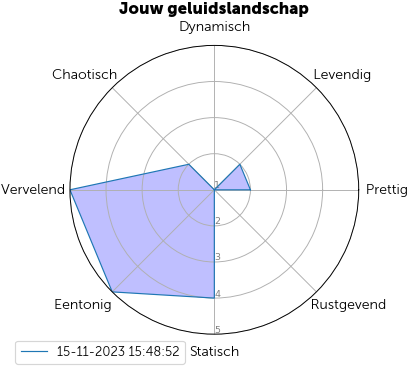 Jouw geluidslandschap
Dynamisch
Chaotisch
Levendig
Vervelend
1
Prettig
2
3
4
Eentonig
Rustgevend
5
15-11-2023 15:48:52
Statisch